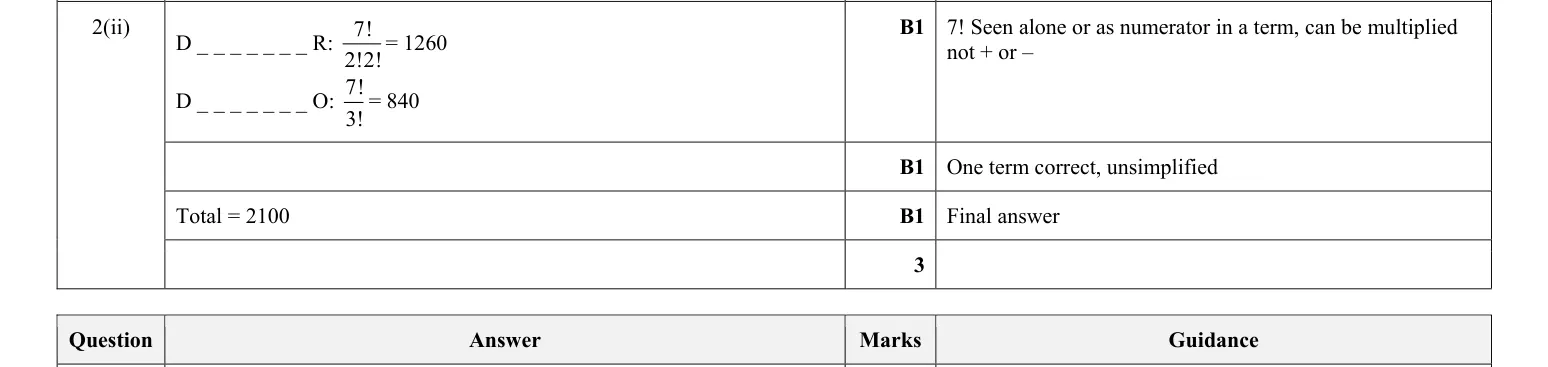 2(ii)
D _ _ _ _ _ _ _ R: 7!/2!2! = 1260
B1
7! Seen alone or as numerator in a term, can be multiplied
not + or –
D _ _ _ _ _ _ _ O: 7!/3! = 840
B1
One term correct, unsimplified
Total = 2100
B1
Final answer
3
Question
Answer
Marks
Guidance